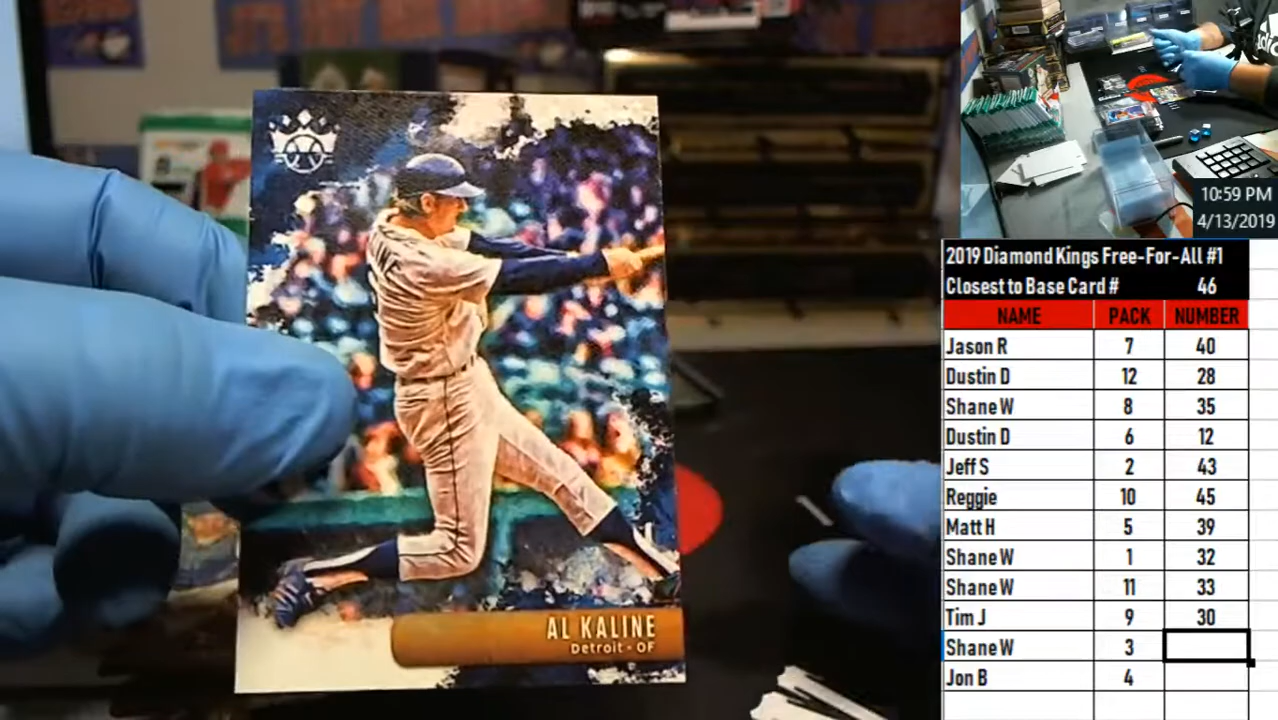 10:59 PM
4/13/2019
2019 Diamond Kings Free-For-All #1
Closest to Base Card # 46
NAME PACK NUMBER
Jason R 7 40
Dustin D 12 28
Shane W 8 35
Dustin D 6 12
Jeff S 2 43
Reggie 10 45
Matt H 5 39
Shane W 1 32
Shane W 11 33
Tim J 9 30
Shane W 3
Jon B 4
AL KALINE
Detroit - OF